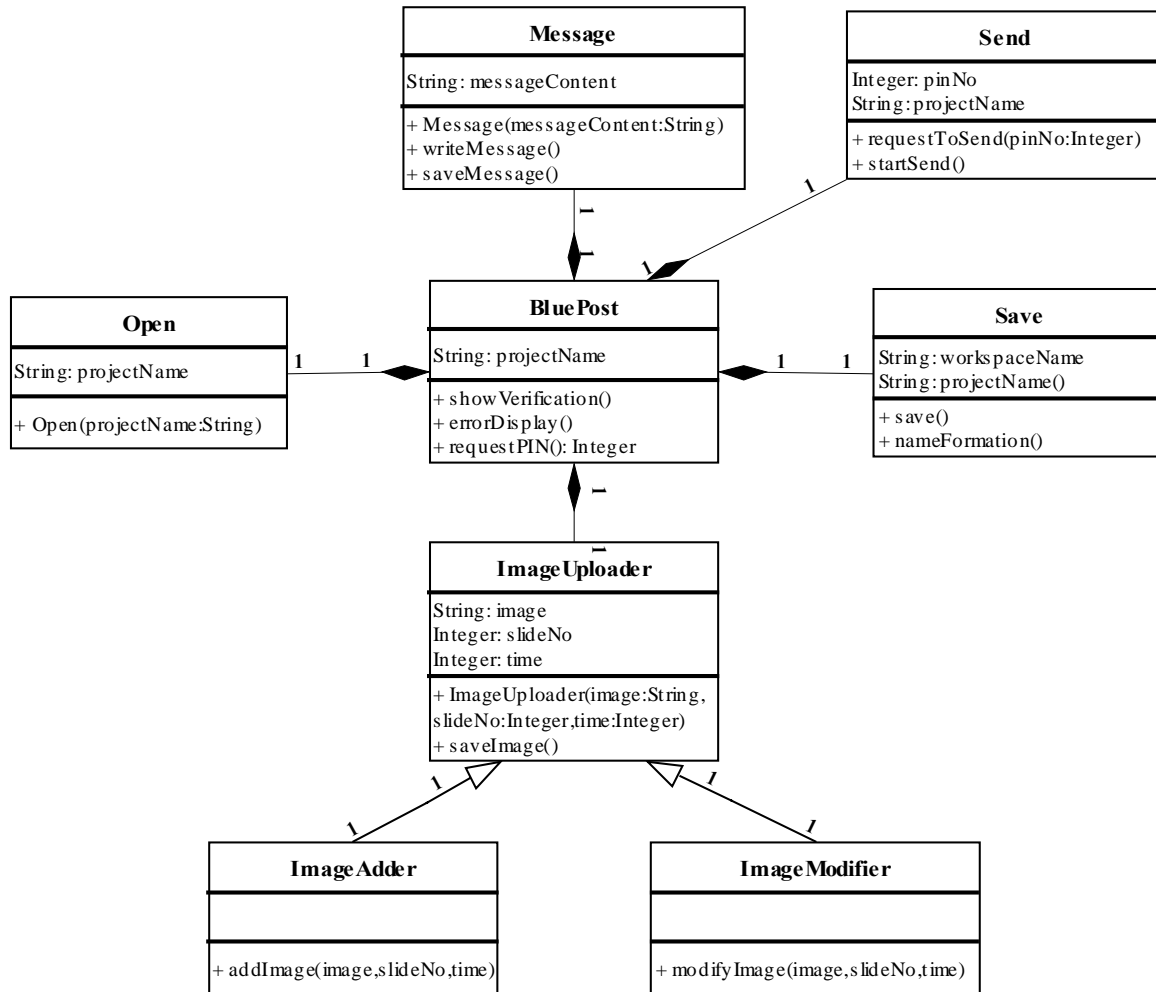 Message
String: messageContent
+ Message(messageContent:String)
+ writeMessage()
+ saveMessage()
Send
Integer: pinNo
String: projectName
+ requestToSend(pinNo:Integer)
+ startSend()
1
1
1
1
Open
String: projectName
+ Open(projectName:String)
1
1
BluePost
String: projectName
+ showVerification()
+ errorDisplay()
+ requestPIN(): Integer
1
1
Save
String: workspaceName
String: projectName()
+ save()
+ nameFormation()
1
1
ImageUploader
String: image
Integer: slideNo
Integer: time
+ ImageUploader(image:String,
slideNo:Integer,time:Integer)
+ saveImage()
1
1
1
1
ImageAdder
+ addImage(image,slideNo,time)
ImageModifier
+ modifyImage(image,slideNo,time)